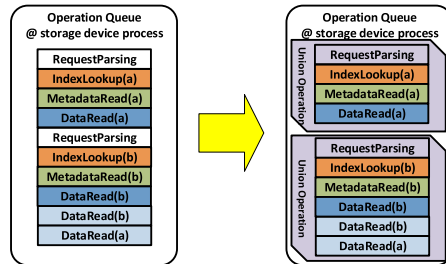 Operation Queue
@ storage device process
RequestParsing
IndexLookup(a)
MetadataRead(a)
DataRead(a)
RequestParsing
IndexLookup(b)
MetadataRead(b)
DataRead(b)
DataRead(b)
DataRead(a)
Operation Queue
@ storage device process
Union Operation
RequestParsing
IndexLookup(a)
MetadataRead(a)
DataRead(a)
Union Operation
RequestParsing
IndexLookup(b)
MetadataRead(b)
DataRead(b)
DataRead(b)
DataRead(a)